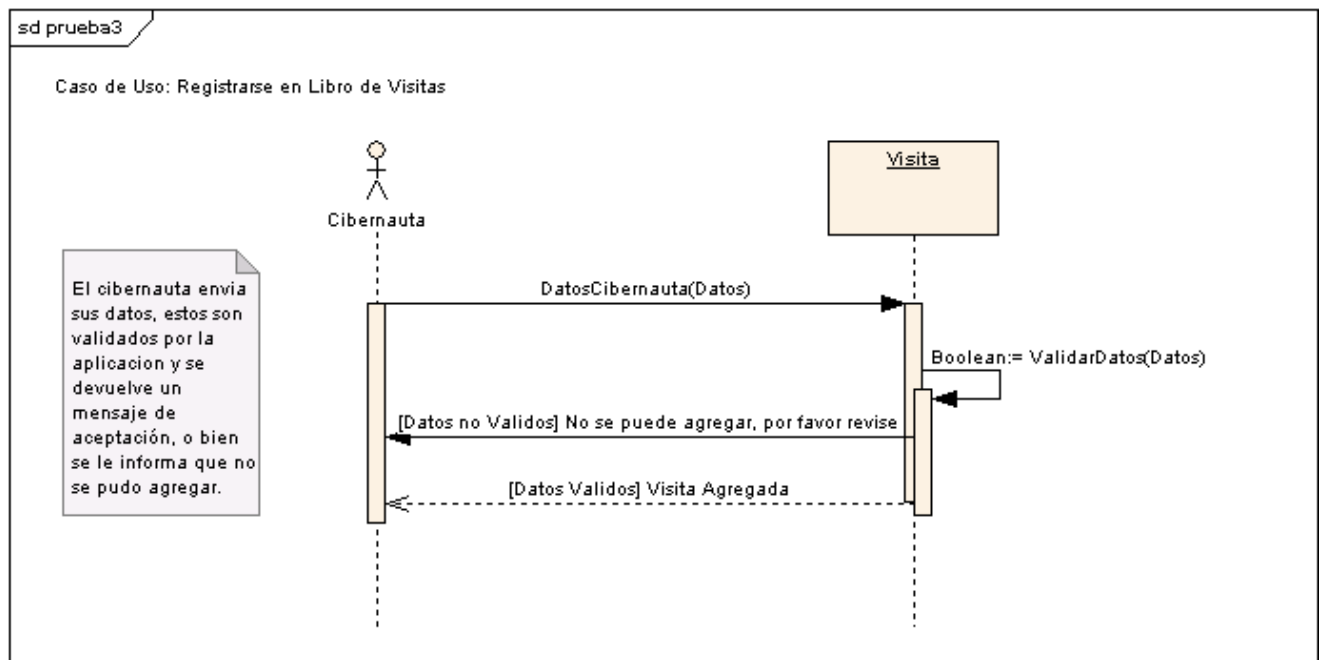 sd prueba3
Caso de Uso: Registrarse en Libro de Visitas
Cibernauta
Visita
El cibernauta envia
sus datos, estos son
validados por la
aplicacion y se
devuelve un
mensaje de
aceptación, o bien
se le informa que no
se pudo agregar.
DatosCibernauta(Datos)
Boolean:= ValidarDatos(Datos)
[Datos no Validos] No se puede agregar, por favor revise
[Datos Validos] Visita Agregada